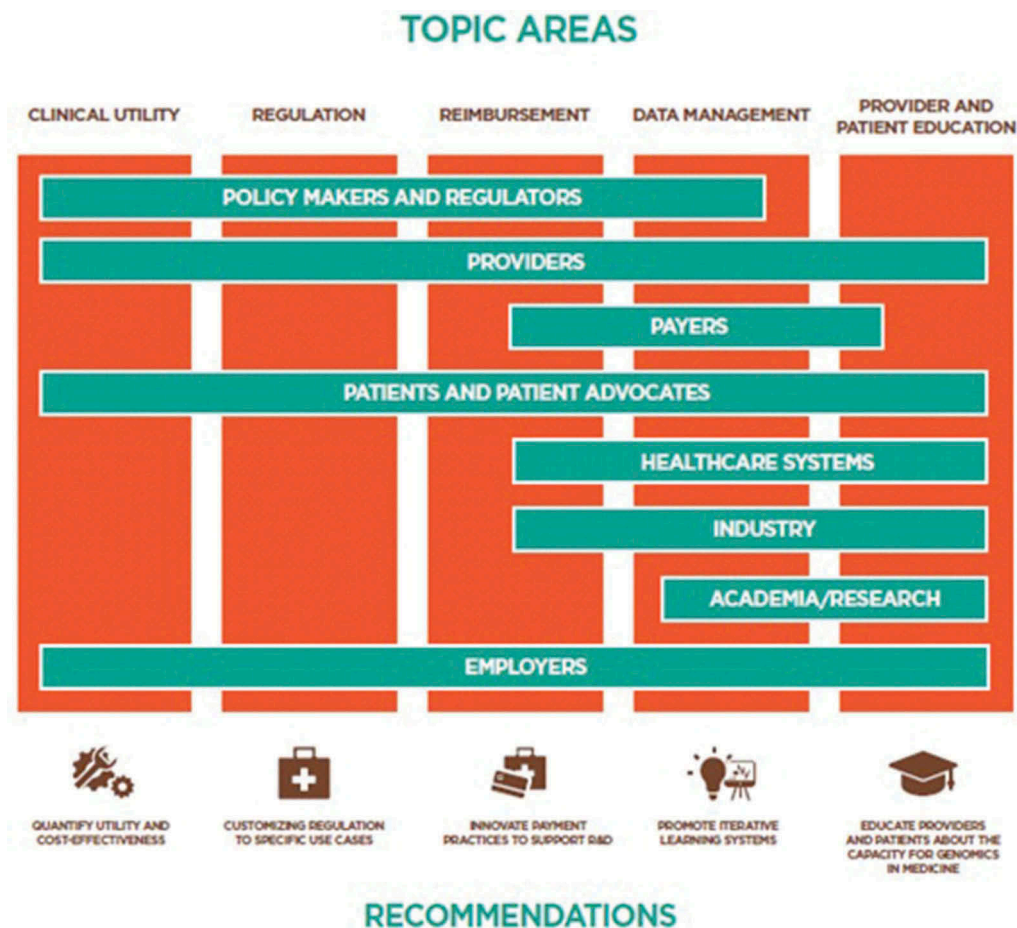 TOPIC AREAS
CLINICAL UTILITY
REGULATION
REIMBURSEMENT
DATA MANAGEMENT
PROVIDER AND
PATIENT EDUCATION
POLICY MAKERS AND REGULATORS
PROVIDERS
PAYERS
PATIENTS AND PATIENT ADVOCATES
HEALTHCARE SYSTEMS
INDUSTRY
ACADEMIA/RESEARCH
EMPLOYERS
QUANTIFY UTILITY AND
COST-EFFECTIVENESS
CUSTOMIZING REGULATION
TO SPECIFIC USE CASES
INNOVATE PAYMENT
PRACTICES TO SUPPORT R&D
PROMOTE ITERATIVE
LEARNING SYSTEMS
EDUCATE PROVIDERS
AND PATIENTS ABOUT THE
CAPACITY FOR GENOMICS
IN MEDICINE
RECOMMENDATIONS